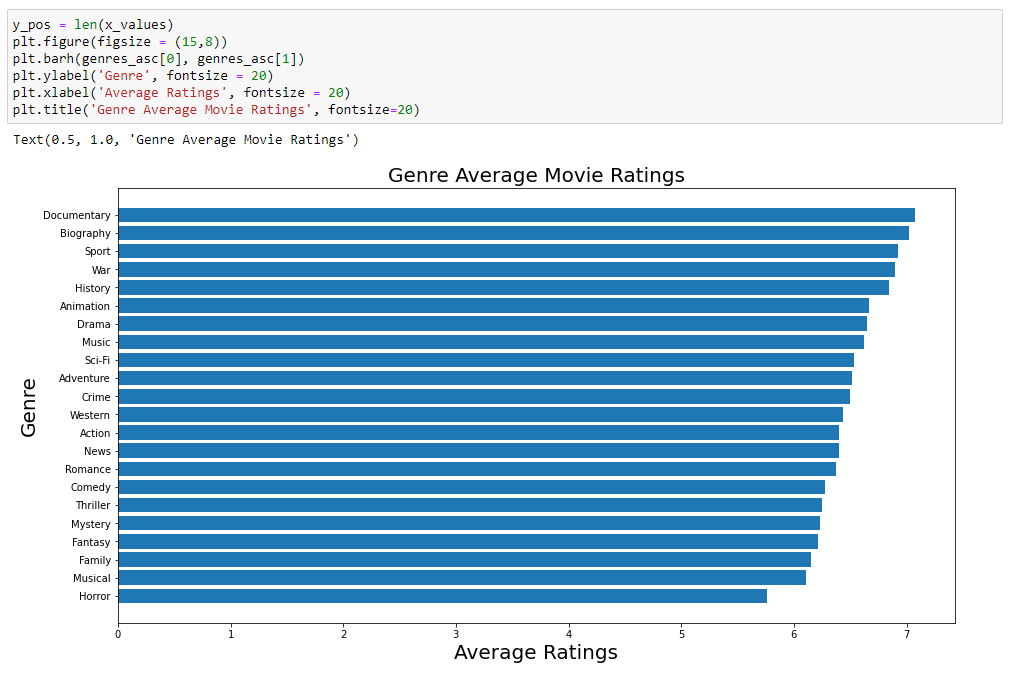 y_pos = len(x_values)
plt.figure(figsize = (15,8))
plt.barh(genres_asc[0], genres_asc[1])
plt.ylabel('Genre', fontsize = 20)
plt.xlabel('Average Ratings', fontsize = 20)
plt.title('Genre Average Movie Ratings', fontsize=20)
Text(0.5, 1.0, 'Genre Average Movie Ratings')
Genre Average Movie Ratings
Genre
Documentary
Biography
Sport
War
History
Animation
Drama
Music
Sci-Fi
Adventure
Crime
Western
Action
News
Romance
Comedy
Thriller
Mystery
Fantasy
Family
Musical
Horror
0 1 2 3 4 5 6 7
Average Ratings